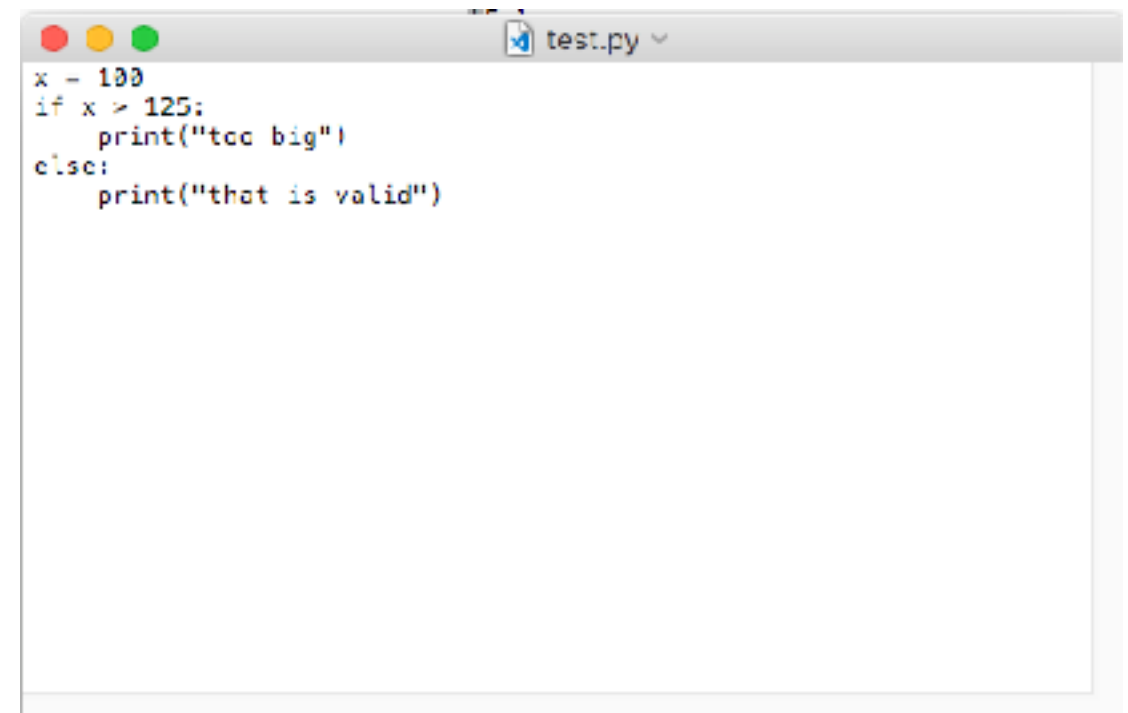 test.py
x = 100
if x > 125:
    print("too big")
else:
    print("that is valid")